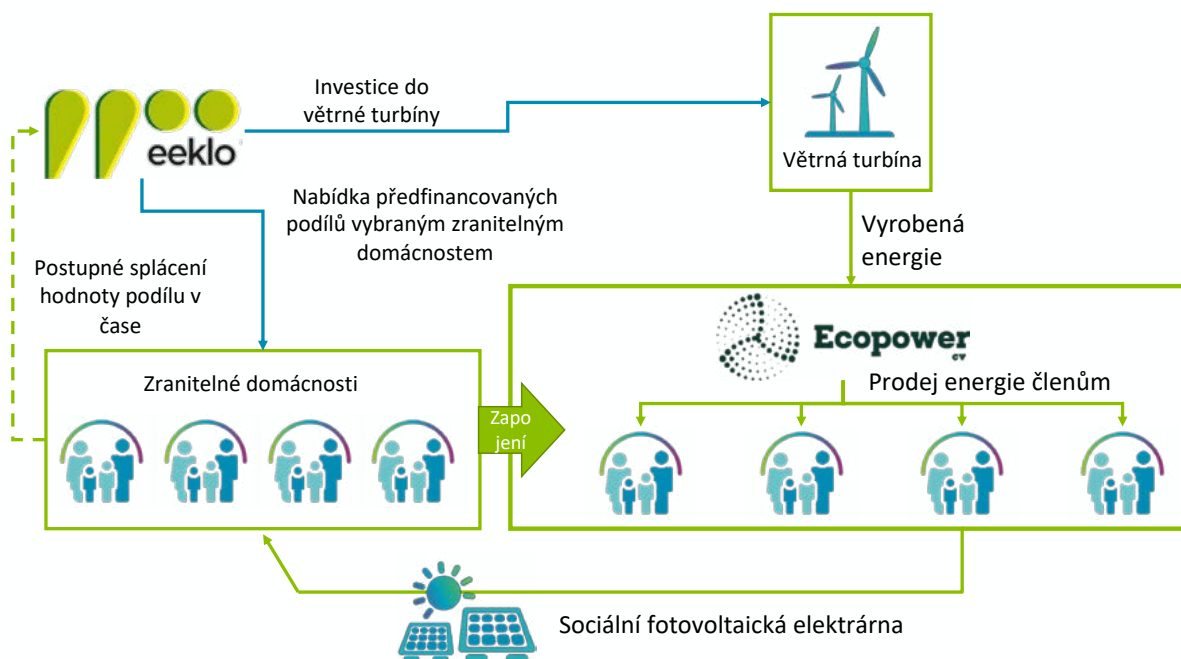 Investice do
větrné turbíny
eeklo
Větrná turbína
Nabídka předfinancovaných
podílů vybraným zranitelným
domácnostem
Vyrobená
energie
Postupné splácení
hodnoty podílu v
čase
Ecopower
CV
Zranitelné domácnosti
Prodej energie členům
Zapo
jení
Sociální fotovoltaická elektrárna